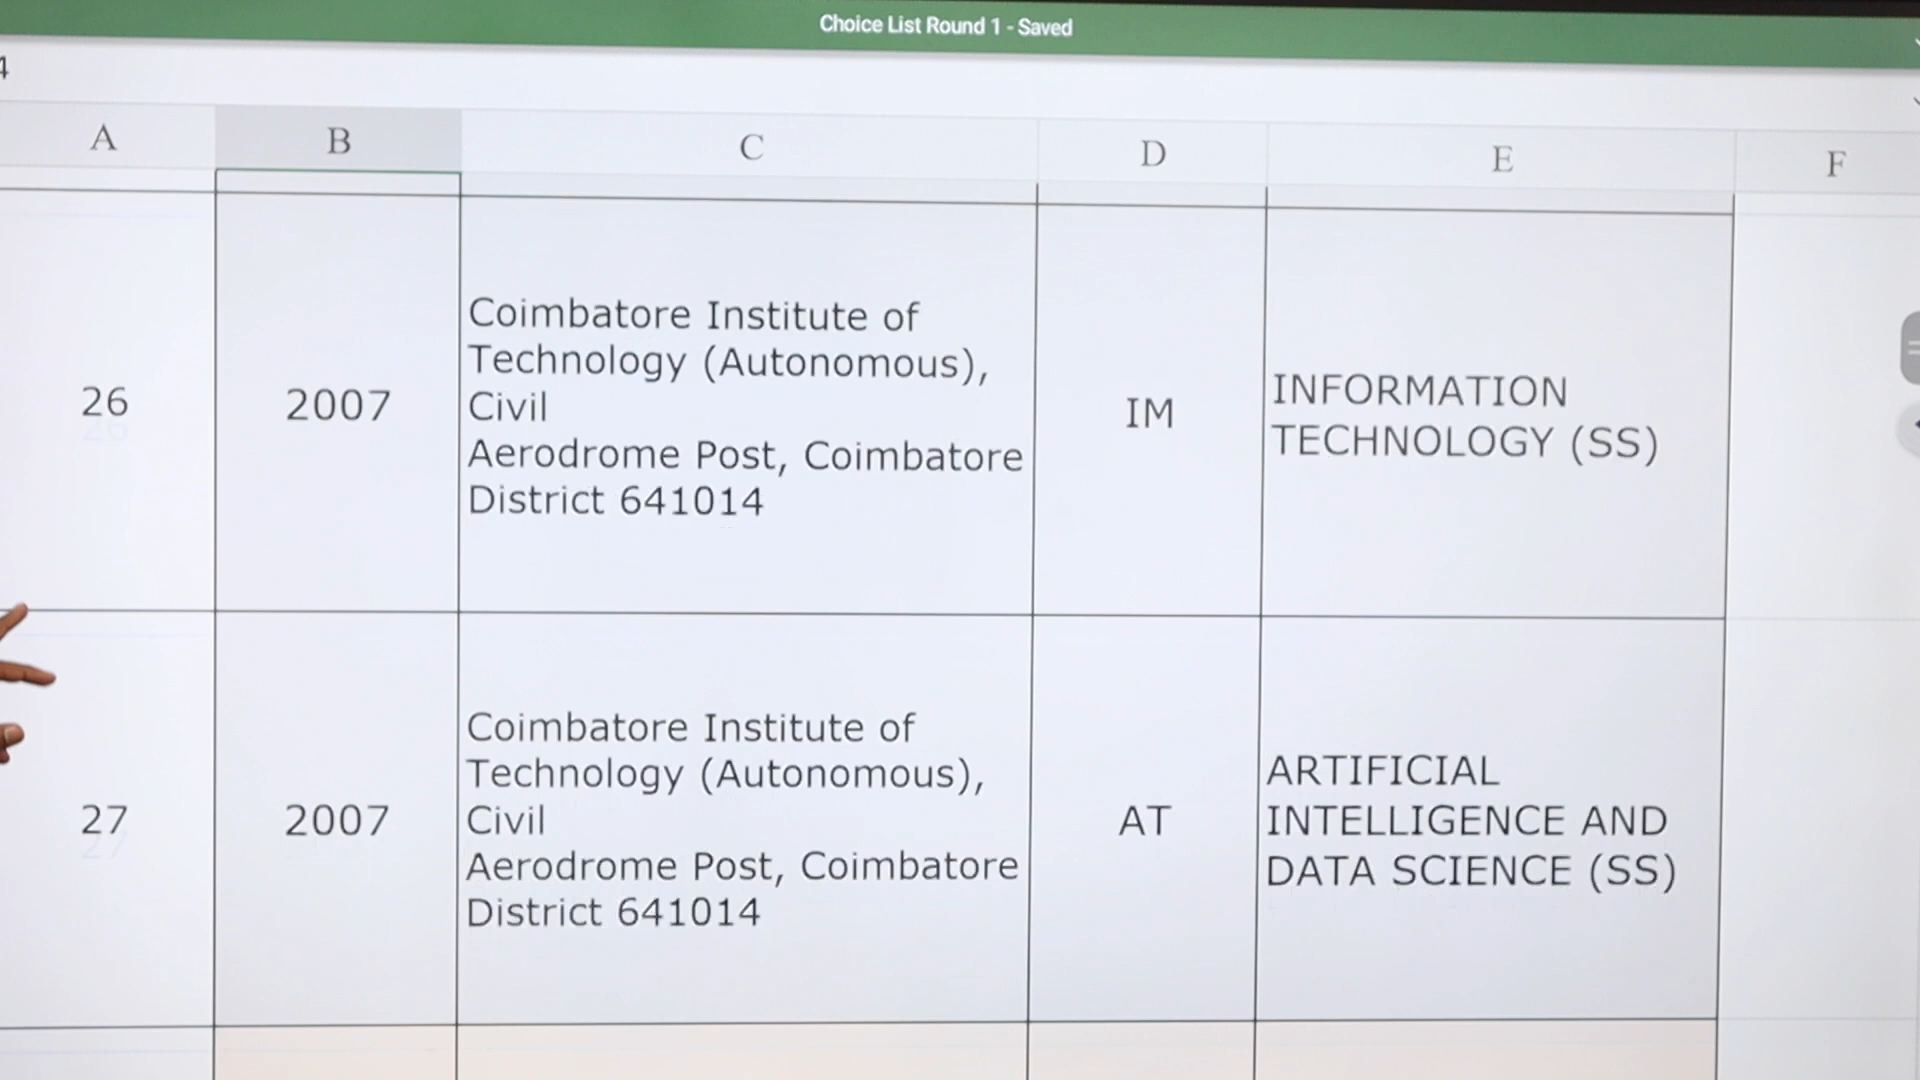 Choice List Round 1 - Saved
4
A B C D E F
26
2007
Coimbatore Institute of
Technology (Autonomous),
Civil
Aerodrome Post, Coimbatore
District 641014
IM
INFORMATION
TECHNOLOGY (SS)
27
2007
Coimbatore Institute of
Technology (Autonomous),
Civil
Aerodrome Post, Coimbatore
District 641014
AT
ARTIFICIAL
INTELLIGENCE AND
DATA SCIENCE (SS)